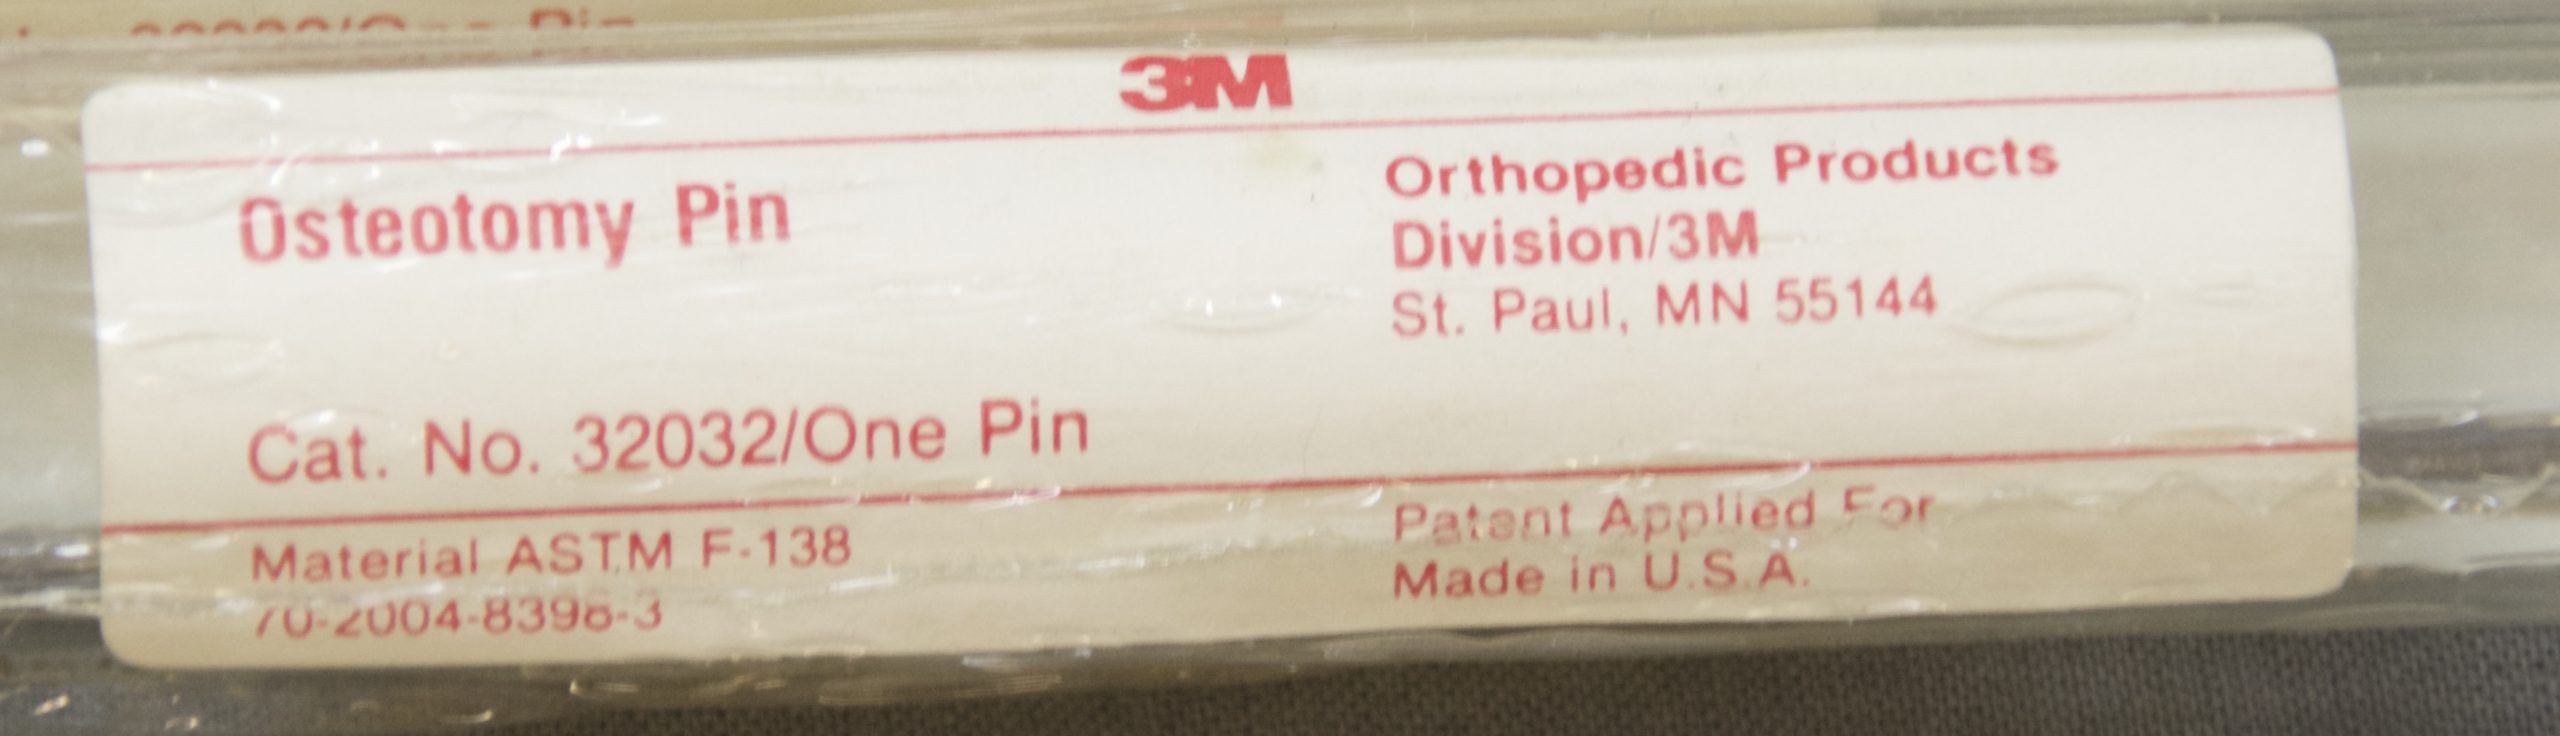 3M
Osteotomy Pin
Cat. No. 32032/One Pin
Orthopedic Products
Division/3M
St. Paul, MN 55144
Material ASTM F-138
70-2004-8396-3
Patent Applied For
Made in U.S.A.